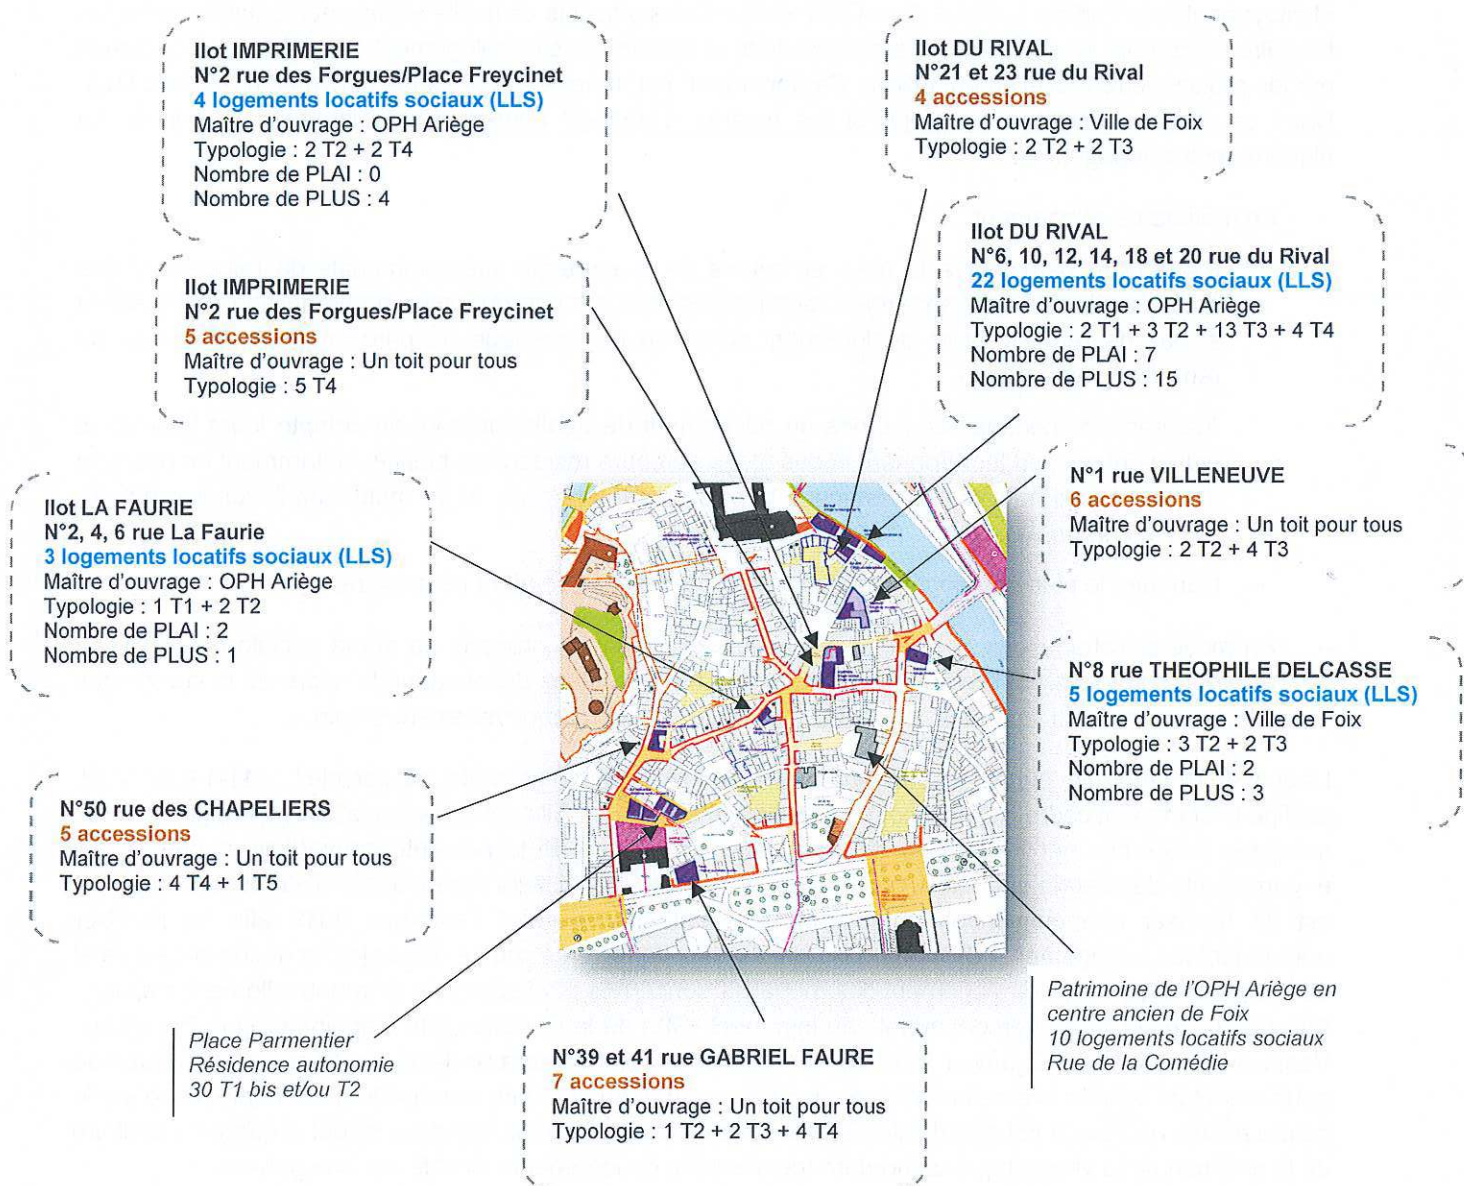 Ilot IMPRIMERIE
N°2 rue des Forgues/Place Freycinet
4 logements locatifs sociaux (LLS)
Maître d'ouvrage : OPH Ariège
Typologie : 2 T2 + 2 T4
Nombre de PLAI : 0
Nombre de PLUS : 4
Ilot DU RIVAL
N°21 et 23 rue du Rival
4 accessions
Maître d'ouvrage : Ville de Foix
Typologie : 2 T2 + 2 T3
Ilot DU RIVAL
N°6, 10, 12, 14, 18 et 20 rue du Rival
22 logements locatifs sociaux (LLS)
Maître d'ouvrage : OPH Ariège
Typologie : 2 T1 + 3 T2 + 13 T3 + 4 T4
Nombre de PLAI : 7
Nombre de PLUS : 15
Ilot IMPRIMERIE
N°2 rue des Forgues/Place Freycinet
5 accessions
Maître d'ouvrage : Un toit pour tous
Typologie : 5 T4
N°1 rue VILLENEUVE
6 accessions
Maître d'ouvrage : Un toit pour tous
Typologie : 2 T2 + 4 T3
Ilot LA FAURIE
N°2, 4, 6 rue La Faurie
3 logements locatifs sociaux (LLS)
Maître d'ouvrage : OPH Ariège
Typologie : 1 T1 + 2 T2
Nombre de PLAI : 2
Nombre de PLUS : 1
N°8 rue THEOPHILE DELCASSE
5 logements locatifs sociaux (LLS)
Maître d'ouvrage : Ville de Foix
Typologie : 3 T2 + 2 T3
Nombre de PLAI : 2
Nombre de PLUS : 3
N°50 rue des CHAPELIERS
5 accessions
Maître d'ouvrage : Un toit pour tous
Typologie : 4 T4 + 1 T5
Place Parmentier
Résidence autonomie
30 T1 bis et/ou T2
N°39 et 41 rue GABRIEL FAURE
7 accessions
Maître d'ouvrage : Un toit pour tous
Typologie : 1 T2 + 2 T3 + 4 T4
Patrimoine de l'OPH Ariège en
centre ancien de Foix
10 logements locatifs sociaux
Rue de la Comédie